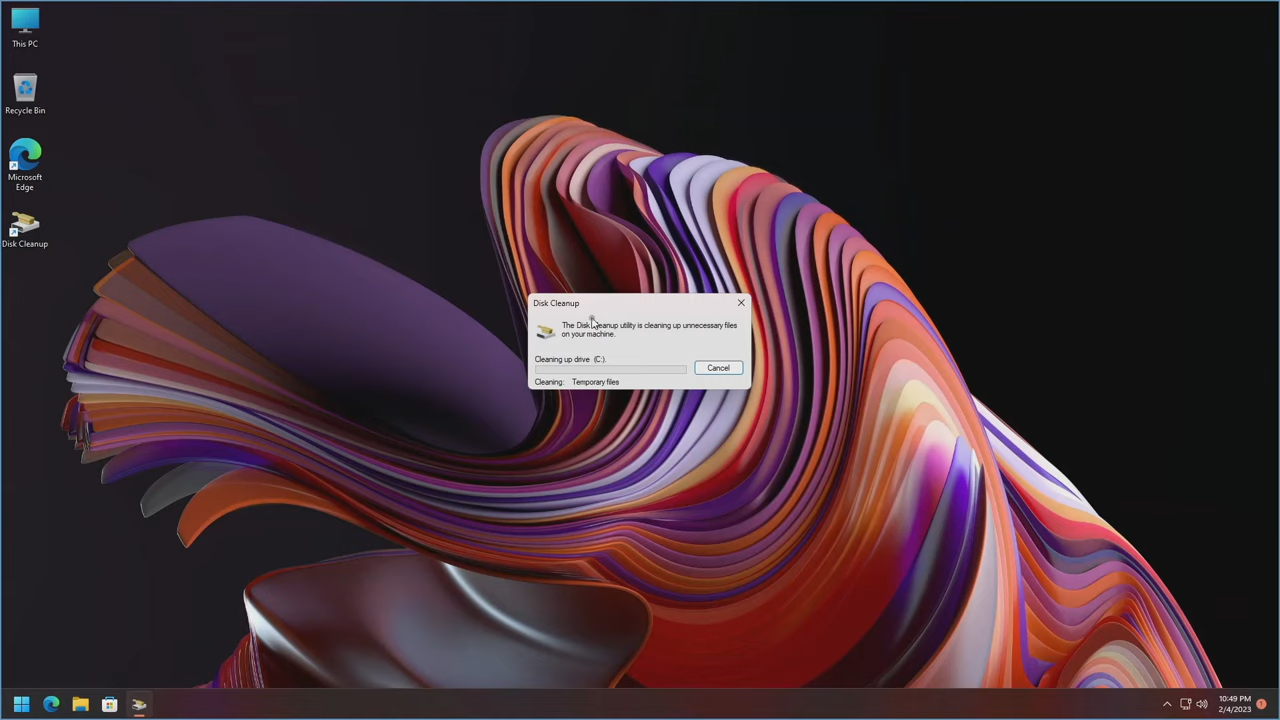 This PC
Recycle Bin
Microsoft
Edge
Disk Cleanup
Disk Cleanup
The Disk Cleanup utility is cleaning up unnecessary files
on your machine.
Cleaning up drive (C:).
Cancel
Cleaning: Temporary files
10:49 PM
2/4/2023
1